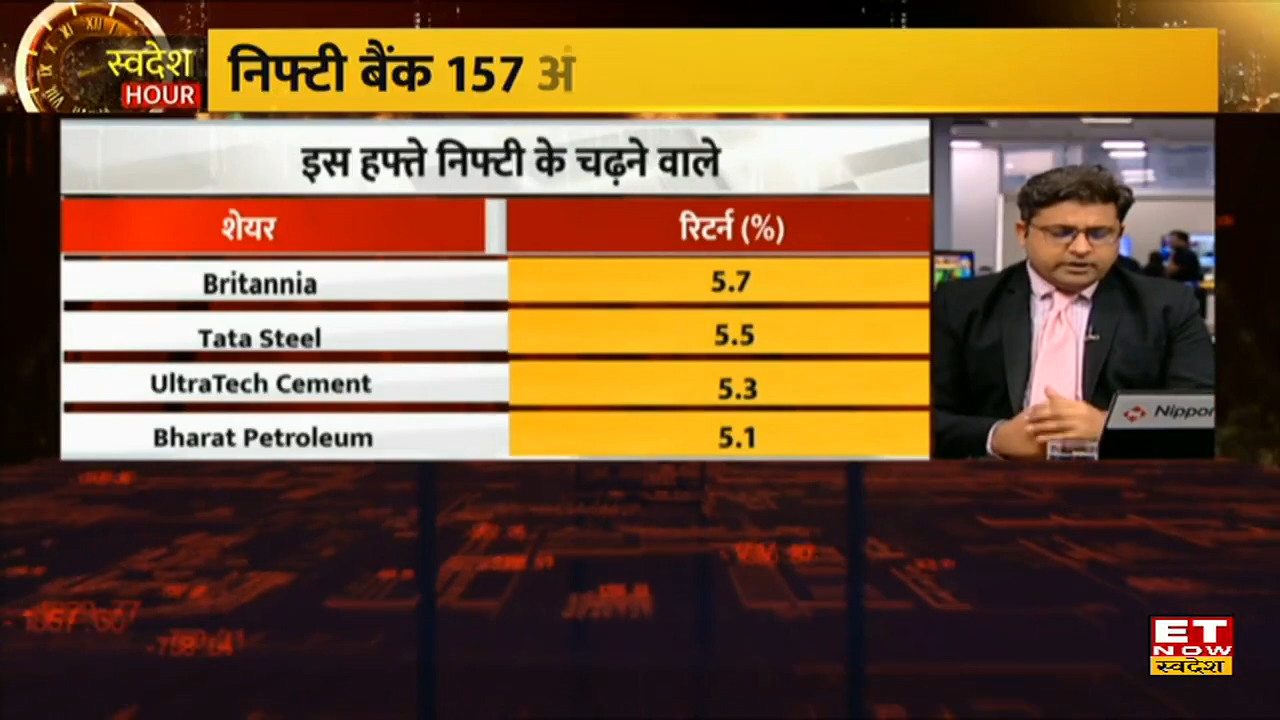 स्वदेश
HOUR
निफ्टी बैंक 157 अं
इस हफ्ते निफ्टी के चढ़ने वाले
शेयर रिटर्न (%)
Britannia 5.7
Tata Steel 5.5
UltraTech Cement 5.3
Bharat Petroleum 5.1
Nippon
ET
NOW
स्वदेश